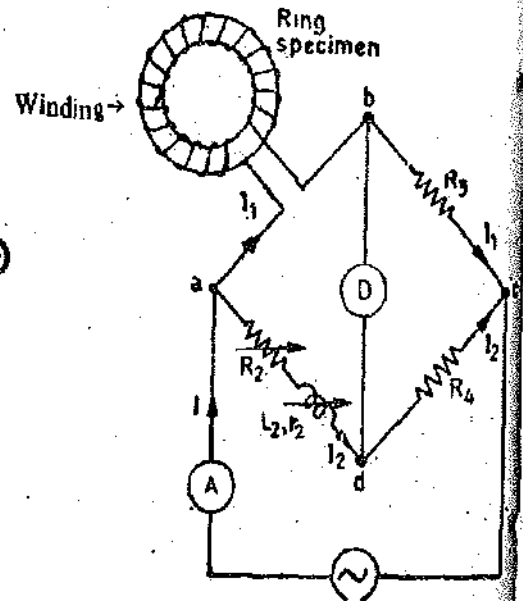 Ring
specimen
Winding→
b
R3
I1
I1
a
D
c
R2
I2
R4
L2, r2
I2
I
d
A
~